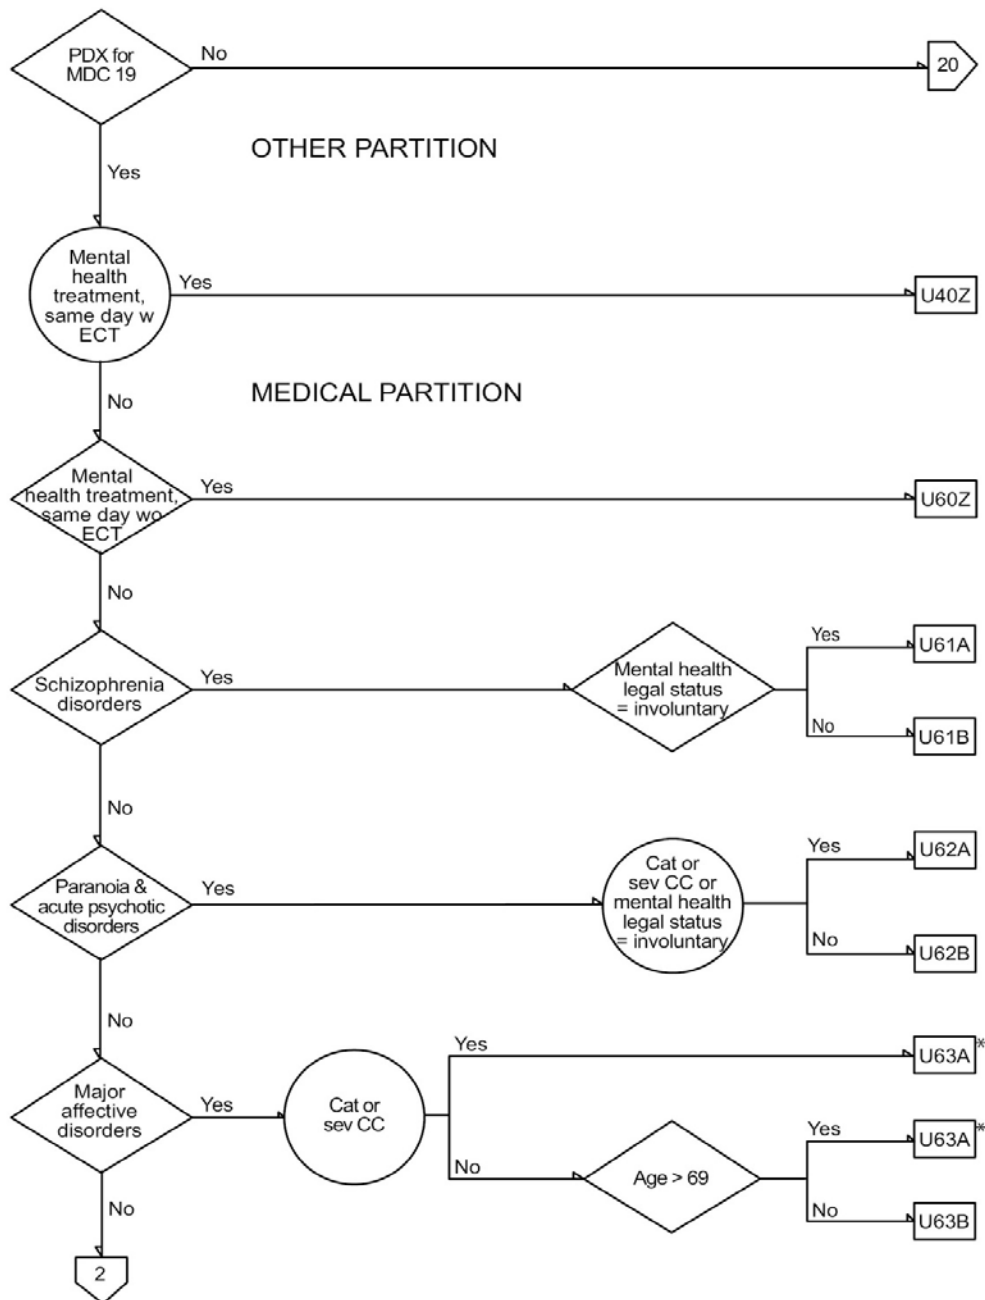 PDX for
MDC 19
No
20
OTHER PARTITION
Yes
Mental
health
treatment,
same day w
ECT
Yes
U40Z
MEDICAL PARTITION
No
Mental
health treatment,
same day wo
ECT
Yes
U60Z
No
Schizophrenia
disorders
Yes
Mental health
legal status
= involuntary
Yes
U61A
No
U61B
No
Paranoia &
acute psychotic
disorders
Yes
Cat or
sev CC or
mental health
legal status
= involuntary
Yes
U62A
No
U62B
No
Major
affective
disorders
Yes
Cat or
sev CC
Yes
U63A*
No
Age > 69
Yes
U63A*
No
U63B
No
2